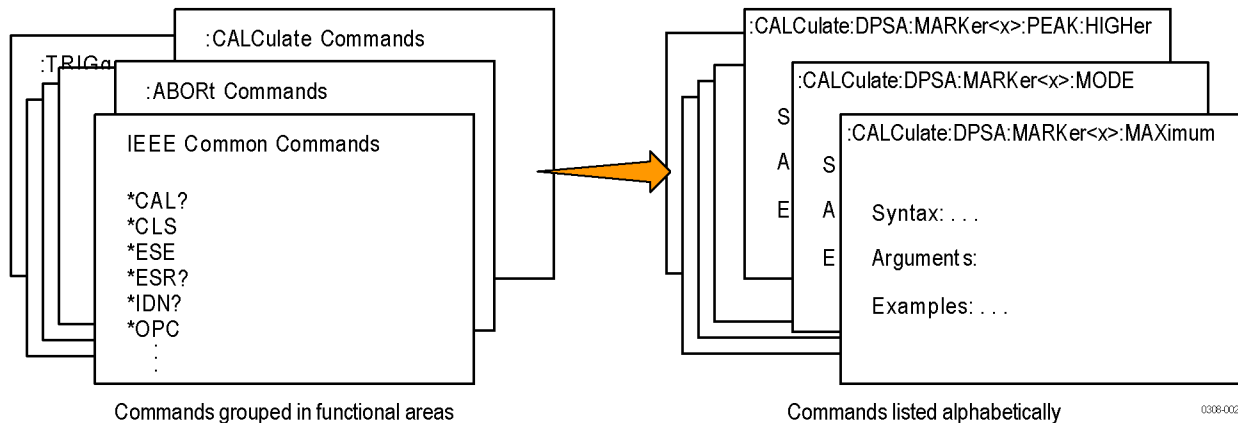 :CALCulate Commands
:TRIGg
:ABORt Commands
IEEE Common Commands
*CAL?
*CLS
*ESE
*ESR?
*IDN?
*OPC
.
.
.
Commands grouped in functional areas
:CALCulate:DPSA:MARKer<x>:PEAK:HIGHer
S
A
E
:CALCulate:DPSA:MARKer<x>:MODE
S
A
E
:CALCulate:DPSA:MARKer<x>:MAXimum
Syntax: . . .
Arguments:
Examples: . . .
Commands listed alphabetically
0308-002